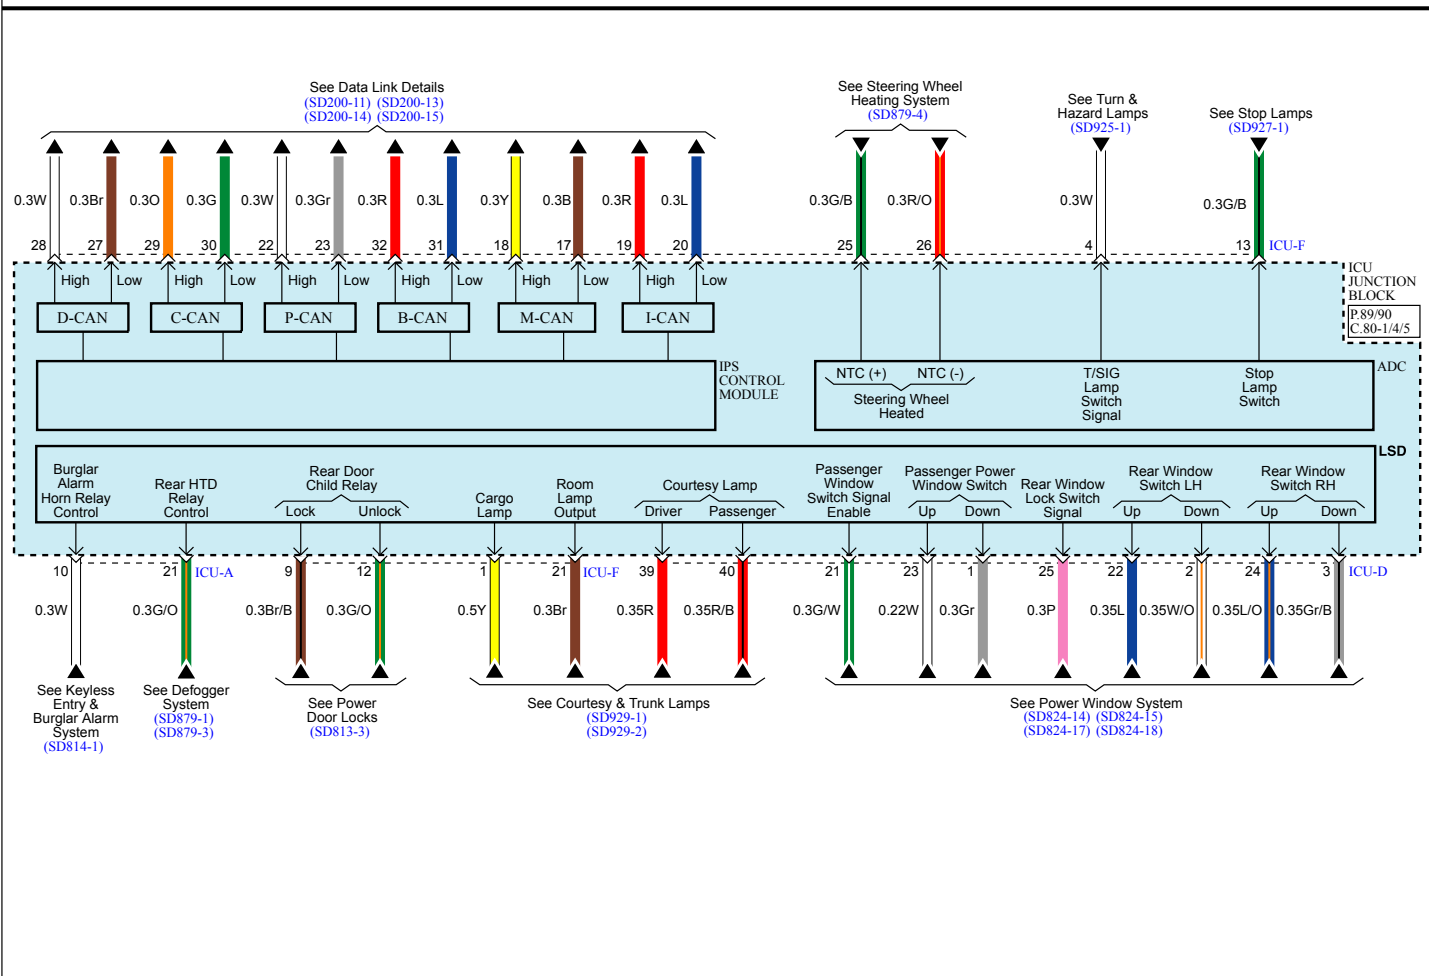 See Data Link Details
(SD200-11) (SD200-13)
(SD200-14) (SD200-15)
See Steering Wheel
Heating System
(SD879-4)
See Turn &
Hazard Lamps
(SD925-1)
See Stop Lamps
(SD927-1)
0.3W 0.3Br 0.3O 0.3G 0.3W 0.3Gr 0.3R 0.3L 0.3Y 0.3B 0.3R 0.3L 0.3G/B 0.3R/O 0.3W 0.3G/B
28 27 29 30 22 23 32 31 18 17 19 20 25 26 4 13 ICU-F
High Low High Low High Low High Low High Low High Low
D-CAN C-CAN P-CAN B-CAN M-CAN I-CAN
ICU
JUNCTION
BLOCK
P.89/90
C.80-1/4/5
IPS
CONTROL
MODULE
NTC (+) NTC (-)
Steering Wheel
Heated
T/SIG
Lamp
Switch
Signal
Stop
Lamp
Switch
ADC
LSD
Burglar
Alarm
Horn Relay
Control
Rear HTD
Relay
Control
Rear Door
Child Relay
Lock Unlock
Cargo
Lamp
Room
Lamp
Output
Courtesy Lamp
Driver Passenger
Passenger
Window
Switch Signal
Enable
Passenger Power
Window Switch
Up Down
Rear Window
Lock Switch
Signal
Rear Window
Switch LH
Up Down
Rear Window
Switch RH
Up Down
10 21 ICU-A 9 12 1 21 ICU-F 39 40 21 23 1 25 22 2 24 3 ICU-D
0.3W 0.3G/O 0.3Br/B 0.3G/O 0.5Y 0.3Br 0.35R 0.35R/B 0.3G/W 0.22W 0.3Gr 0.3P 0.35L 0.35W/O 0.35L/O 0.35Gr/B
See Keyless
Entry &
Burglar Alarm
System
(SD814-1)
See Defogger
System
(SD879-1)
(SD879-3)
See Power
Door Locks
(SD813-3)
See Courtesy & Trunk Lamps
(SD929-1)
(SD929-2)
See Power Window System
(SD824-14) (SD824-15)
(SD824-17) (SD824-18)